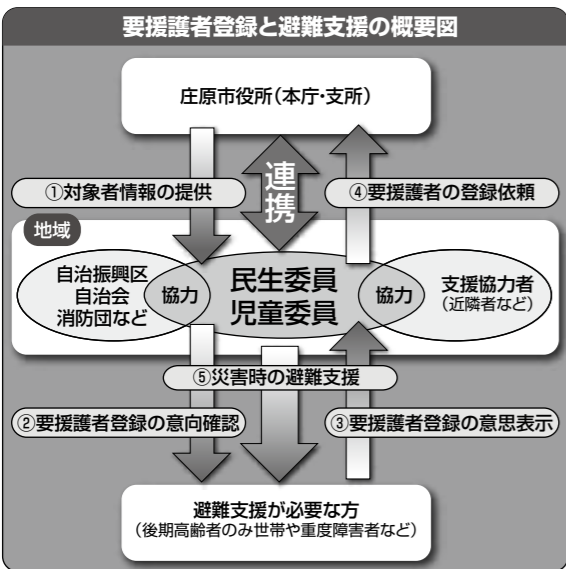 要援護者登録と避難支援の概要図
庄原市役所（本庁・支所）
連携
①対象者情報の提供
④要援護者の登録依頼
地域
自治振興区
自治会
消防団など
協力
民生委員
児童委員
協力
支援協力者
（近隣者など）
⑤災害時の避難支援
②要援護者登録の意向確認
③要援護者登録の意思表示
避難支援が必要な方
（後期高齢者のみ世帯や重度障害者など）